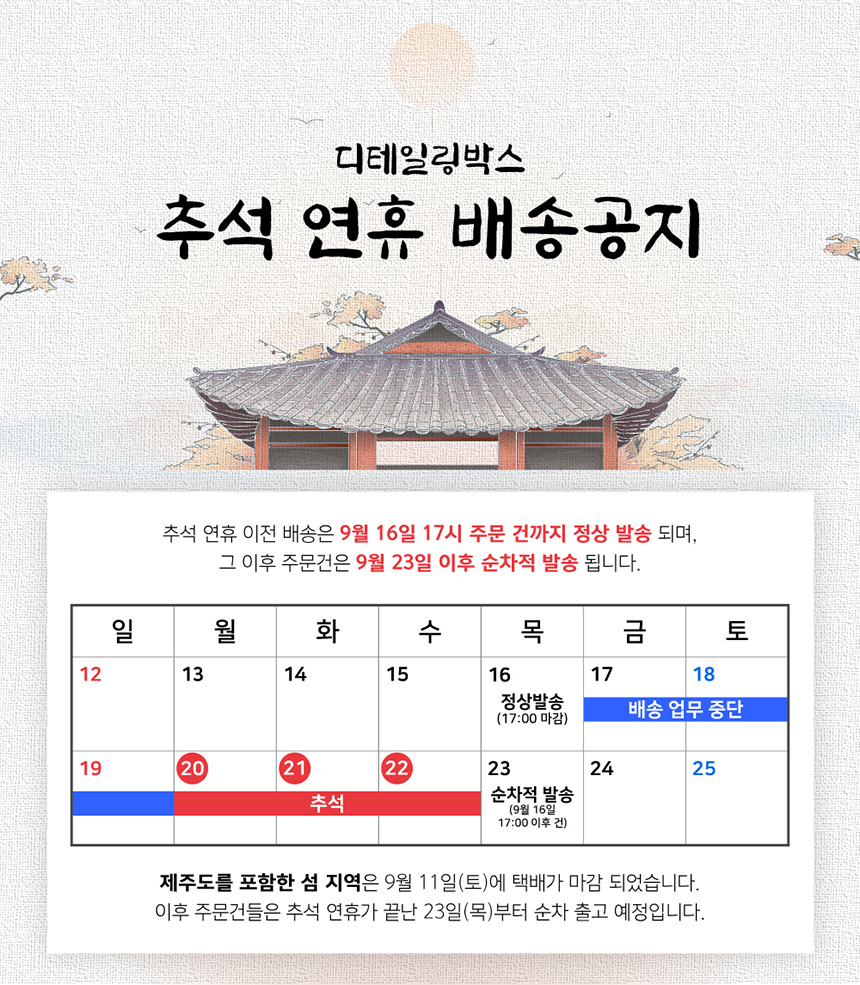 디테일링박스
추석 연휴 배송공지
추석 연휴 이전 배송은 9월 16일 17시 주문 건까지 정상 발송 되며,
그 이후 주문건은 9월 23일 이후 순차적 발송 됩니다.
일 월 화 수 목 금 토
12 13 14 15 16 17 18
정상발송
(17:00 마감)
배송 업무 중단
19 20 21 22 23 24 25
추석
순차적 발송
(9월 16일
17:00 이후 건)
제주도를 포함한 섬 지역은 9월 11일(토)에 택배가 마감 되었습니다.
이후 주문건들은 추석 연휴가 끝난 23일(목)부터 순차 출고 예정입니다.